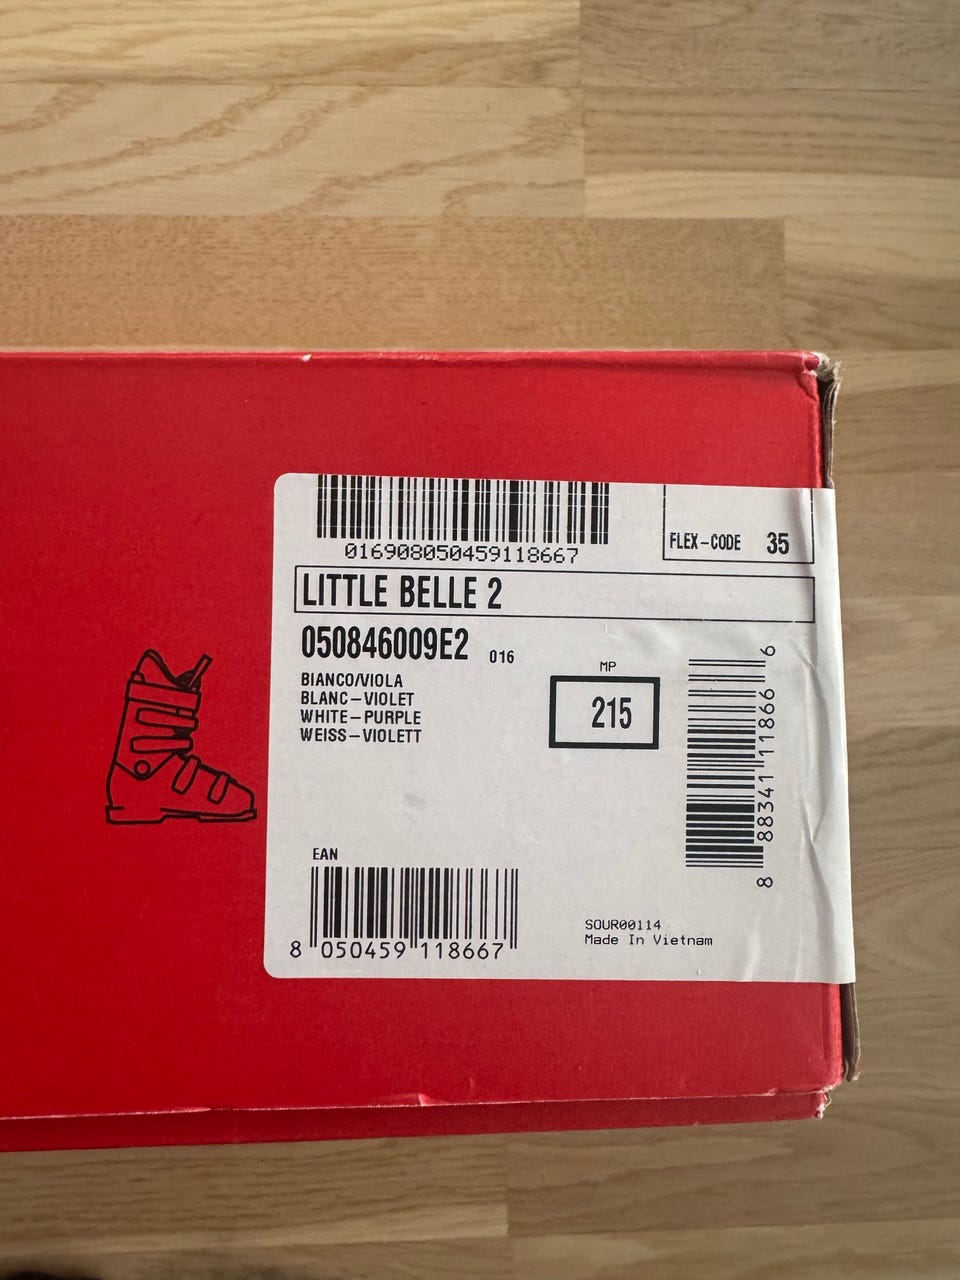 016908050459118667
FLEX-CODE 35
LITTLE BELLE 2
050846009E2 016
BIANCO/VIOLA
BLANC-VIOLET
WHITE-PURPLE
WEISS-VIOLETT
MP
215
8 88341 11866 6
EAN
8 050459 118667
SOUR00114
Made In Vietnam